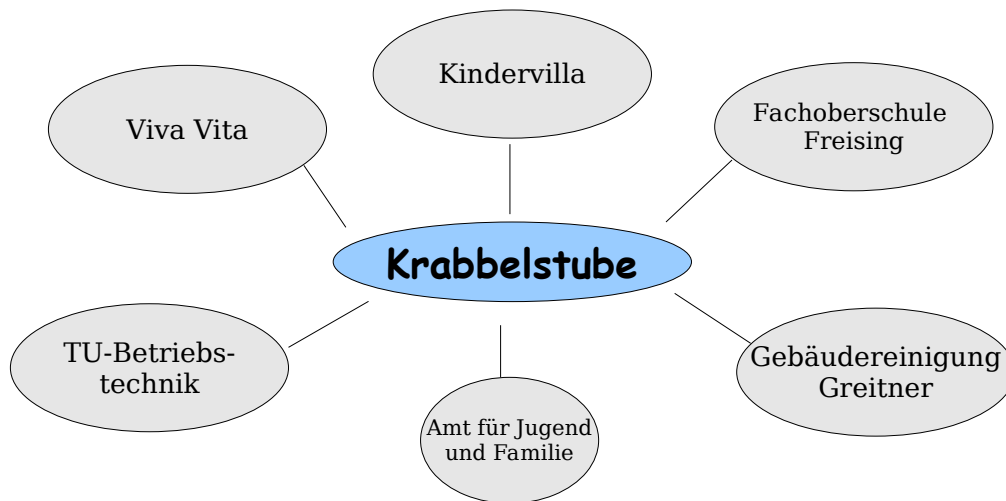 Kindervilla
Viva Vita
Fachoberschule
Freising
Krabbelstube
TU-Betriebs-
technik
Gebäudereinigung
Greitner
Amt für Jugend
und Familie